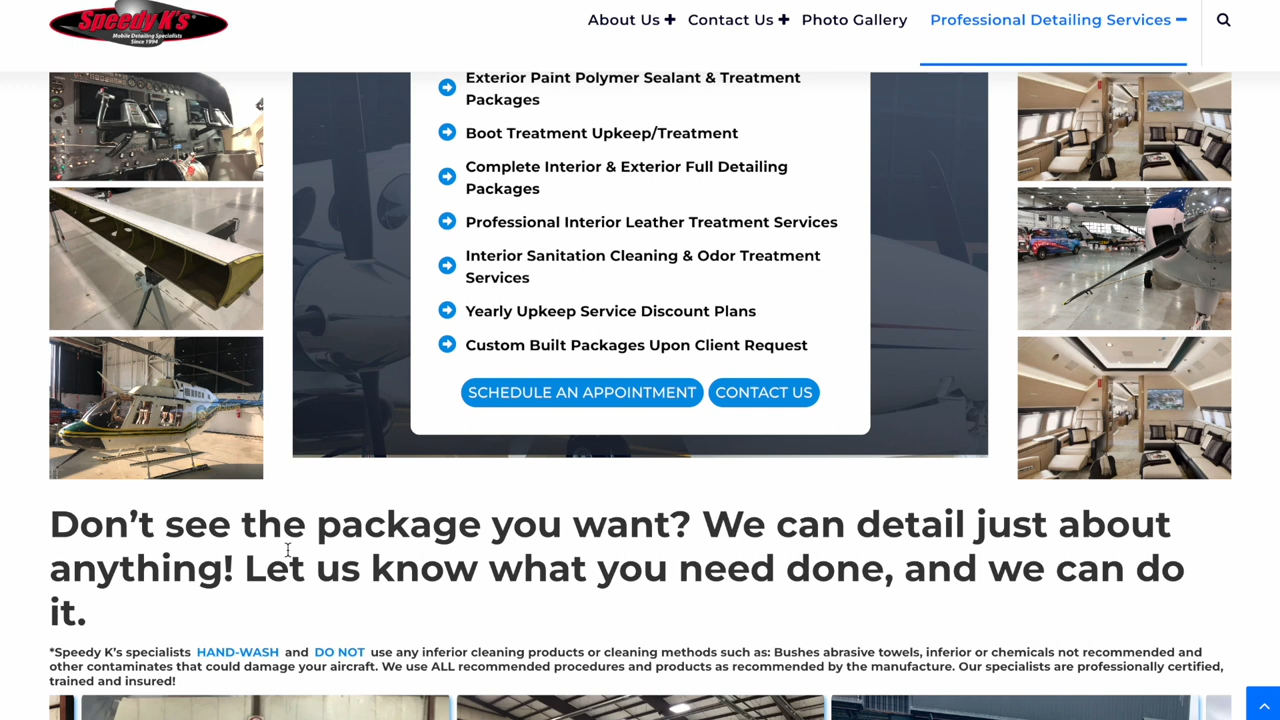 Speedy K's
Mobile Detailing Specialists
Since 1994
About Us
Contact Us
Photo Gallery
Professional Detailing Services
Exterior Paint Polymer Sealant & Treatment
Packages
Boot Treatment Upkeep/Treatment
Complete Interior & Exterior Full Detailing
Packages
Professional Interior Leather Treatment Services
Interior Sanitation Cleaning & Odor Treatment
Services
Yearly Upkeep Service Discount Plans
Custom Built Packages Upon Client Request
SCHEDULE AN APPOINTMENT
CONTACT US
Don’t see the package you want? We can detail just about
anything! Let us know what you need done, and we can do
it.
*Speedy K’s specialists HAND-WASH and DO NOT use any inferior cleaning products or cleaning methods such as: Bushes abrasive towels, inferior or chemicals not recommended and
other contaminates that could damage your aircraft. We use ALL recommended procedures and products as recommended by the manufacture. Our specialists are professionally certified,
trained and insured!